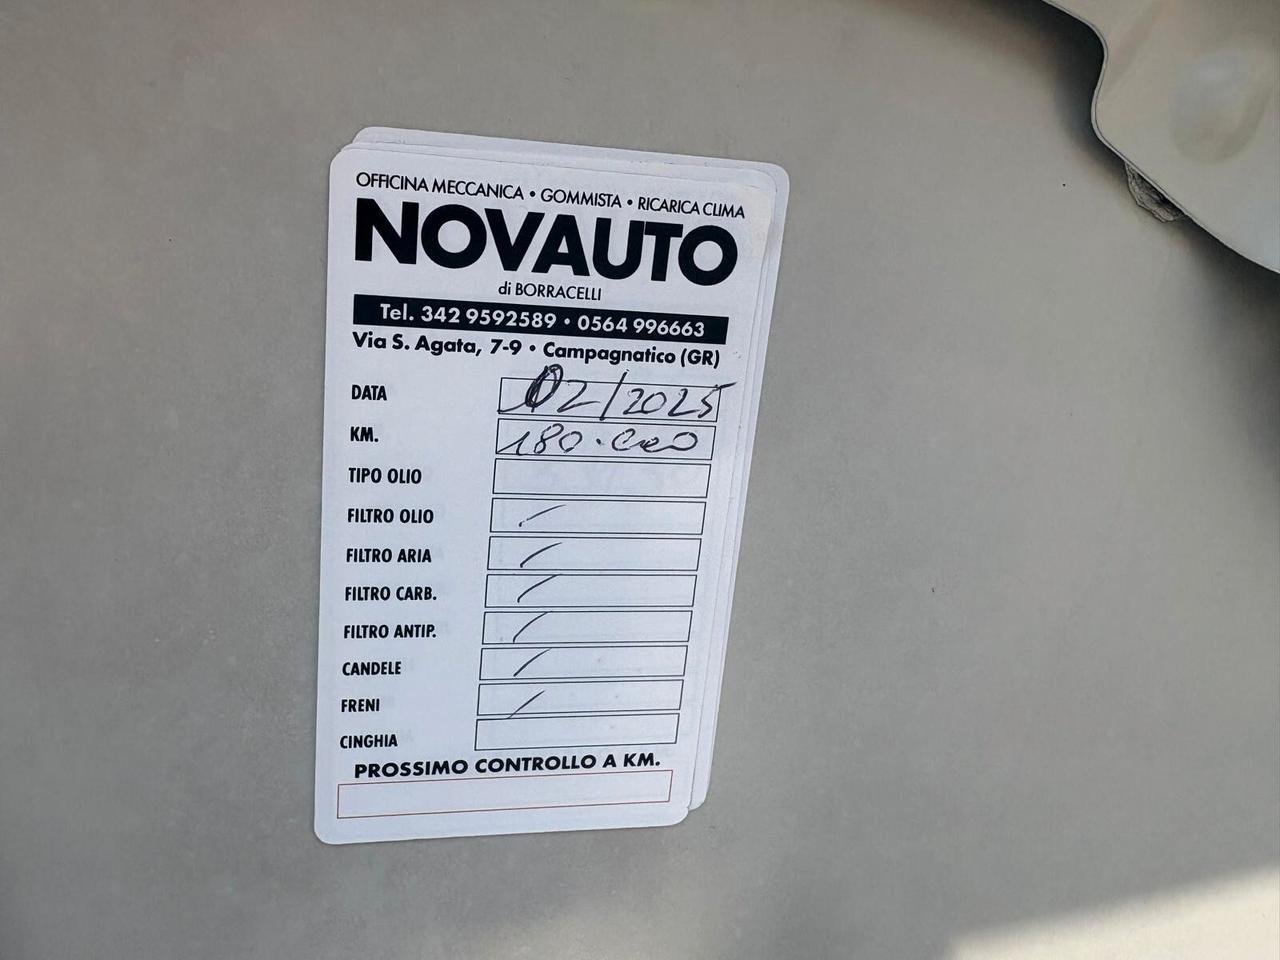 OFFICINA MECCANICA • GOMMISTA • RICARICA CLIMA
NOVAUTO
di BORRACELLI
Tel. 342 9592589 • 0564 996663
Via S. Agata, 7-9 • Campagnatico (GR)
DATA 02/2025
KM. 180.000
TIPO OLIO
FILTRO OLIO /
FILTRO ARIA /
FILTRO CARB. /
FILTRO ANTIP. /
CANDELE /
FRENI /
CINGHIA
PROSSIMO CONTROLLO A KM.